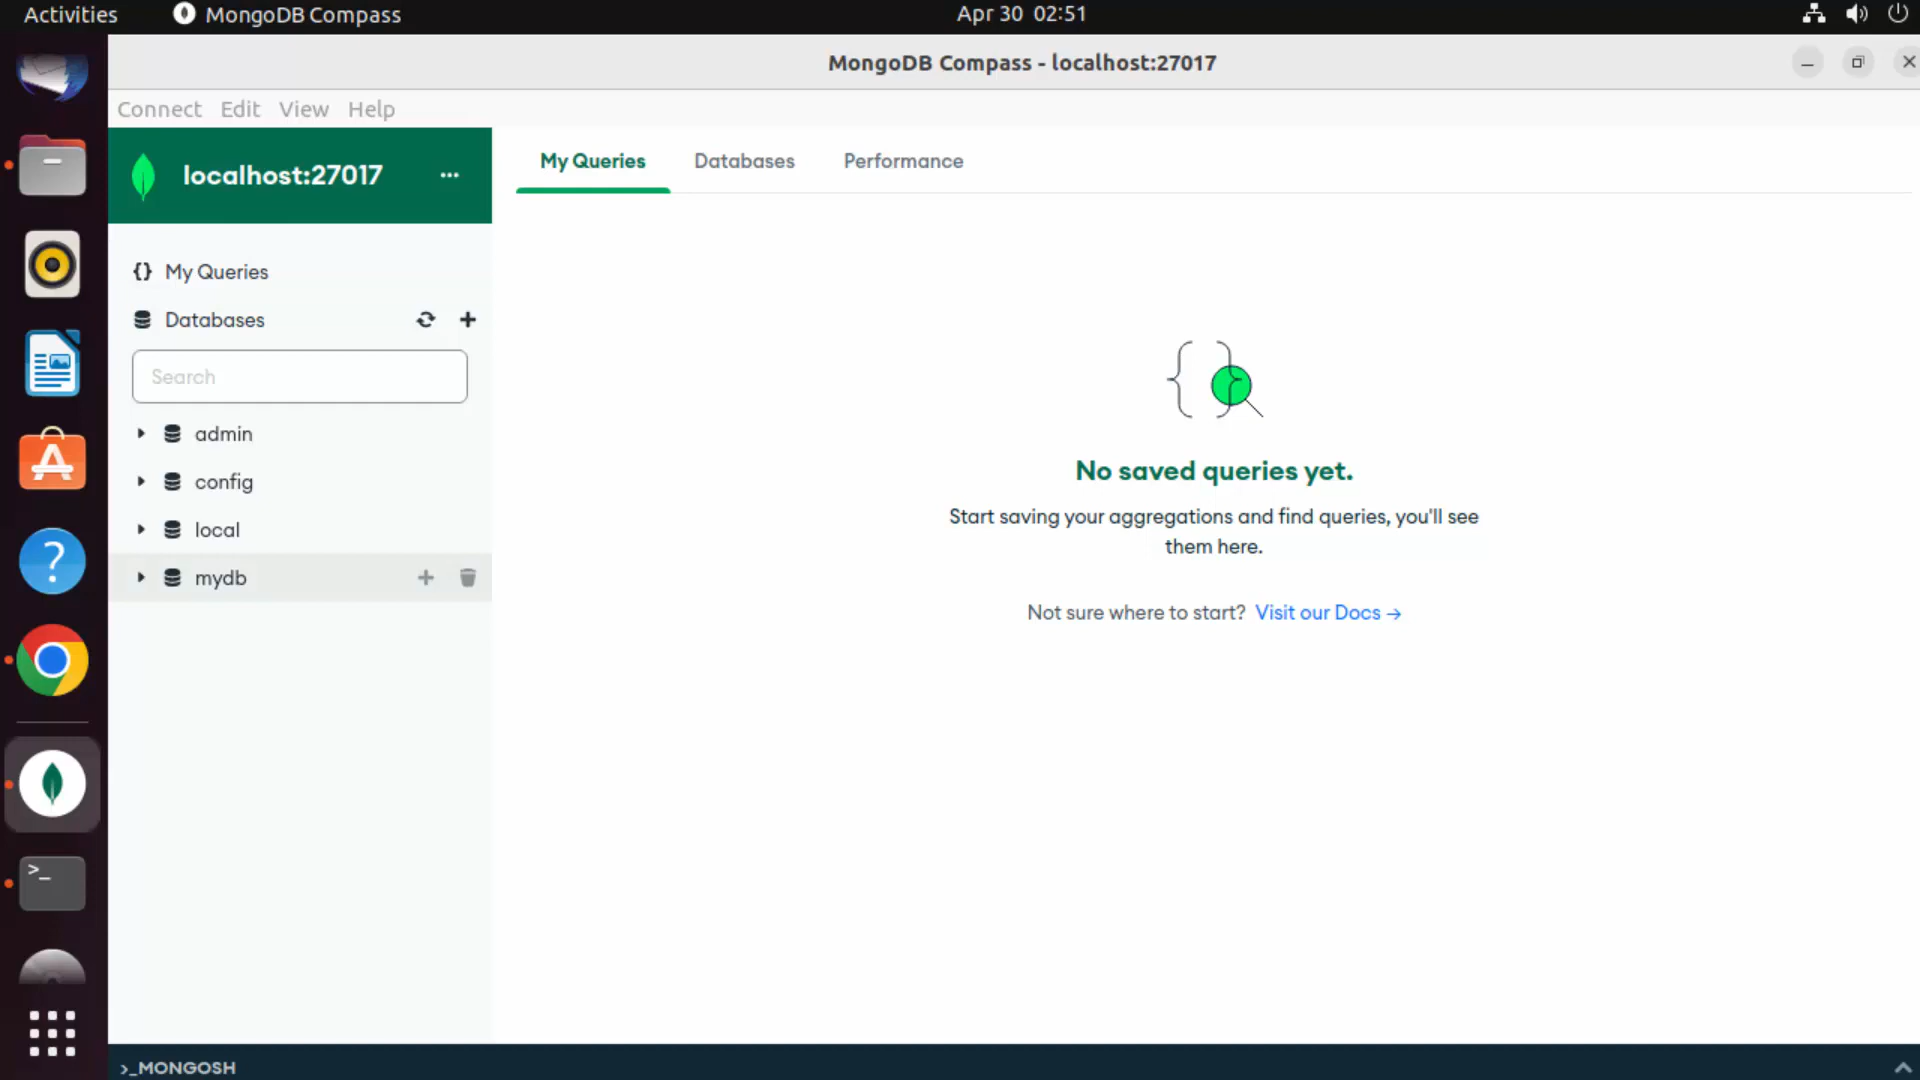 Activities
MongoDB Compass
Apr 30 02:51
MongoDB Compass - localhost:27017
Connect Edit View Help
localhost:27017
My Queries Databases Performance
My Queries
Databases
Search
admin
config
local
mydb
No saved queries yet.
Start saving your aggregations and find queries, you'll see
them here.
Not sure where to start? Visit our Docs →
>_MONGOSH